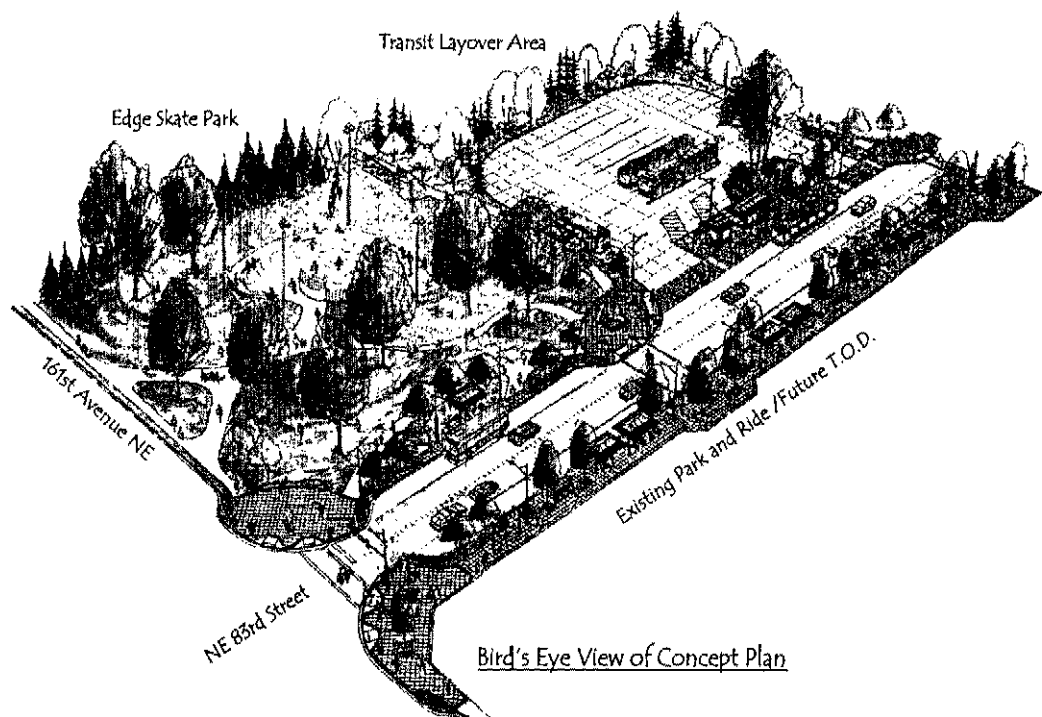 Transit Layover Area
Edge Skate Park
161st Avenue NE
Existing Park and Ride /Future T.O.D.
NE 83rd Street
Bird's Eye View of Concept Plan